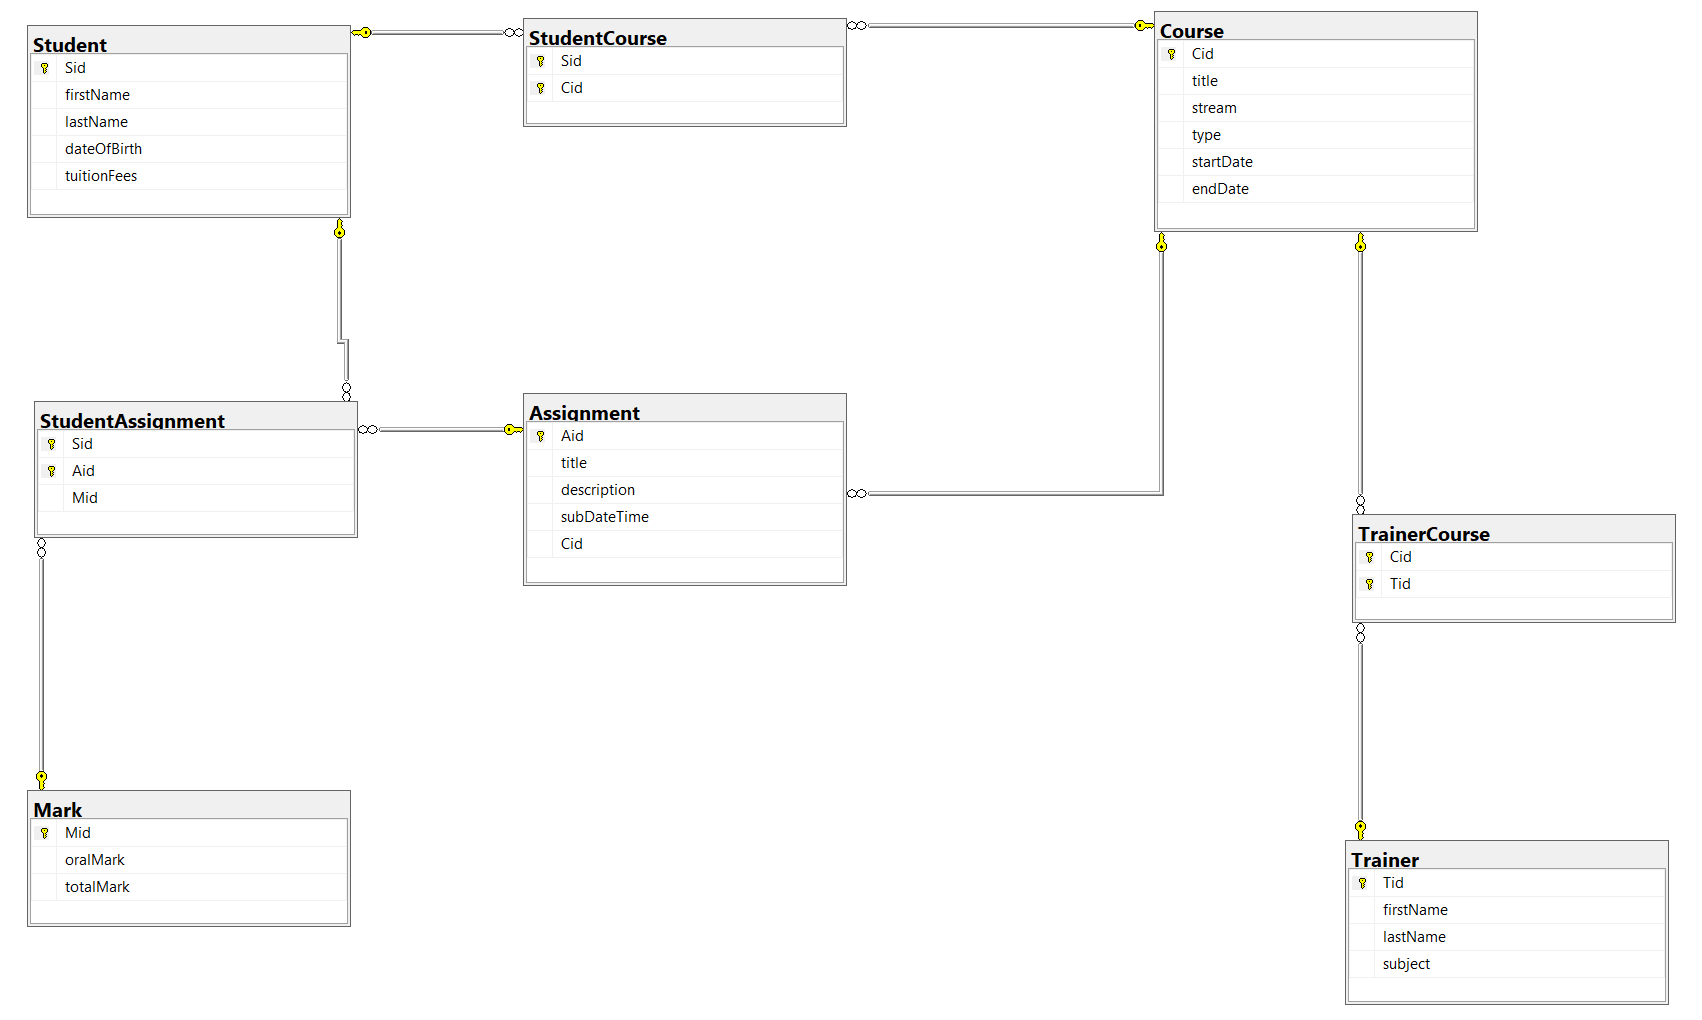 Student
Sid
firstName
lastName
dateOfBirth
tuitionFees
StudentCourse
Sid
Cid
Course
Cid
title
stream
type
startDate
endDate
StudentAssignment
Sid
Aid
Mid
Assignment
Aid
title
description
subDateTime
Cid
TrainerCourse
Cid
Tid
Mark
Mid
oralMark
totalMark
Trainer
Tid
firstName
lastName
subject